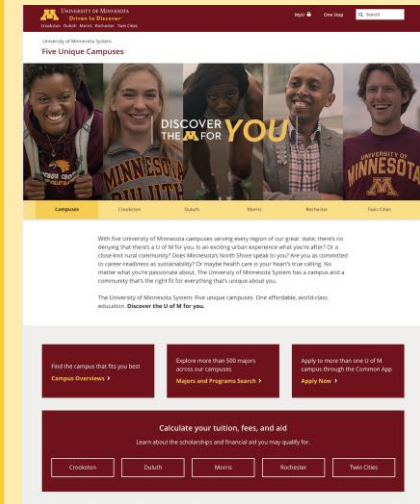 UNIVERSITY OF MINNESOTA
Driven to Discover
Crookston Duluth Morris Rochester Twin Cities
MyU
One Stop
Search
University of Minnesota System
Five Unique Campuses
DISCOVER
THE M FOR YOU
MINNESOTA
DULUTH
UNIVERSITY OF
MINNESOTA
M
Campuses
Crookston
Duluth
Morris
Rochester
Twin Cities
With five University of Minnesota campuses serving every region of our great state, there's no
denying that there's a U of M for you. Is an exciting urban experience what you're after? Or a
close-knit rural community? Does Minnesota's North Shore speak to you? Are you as committed
to career-readiness as sustainability? Or maybe health care is your heart's true calling. No
matter what you're passionate about, The University of Minnesota System has a campus and a
community that's the right fit for everything that's unique about you.
The University of Minnesota System: Five unique campuses. One affordable, world-class
education. Discover the U of M for you.
Find the campus that fits you best
Campus Overviews >
Explore more than 500 majors
across our campuses
Majors and Programs Search >
Apply to more than one U of M
campus through the Common App
Apply Now >
Calculate your tuition, fees, and aid
Learn about the scholarships and financial aid you may qualify for.
Crookston
Duluth
Morris
Rochester
Twin Cities